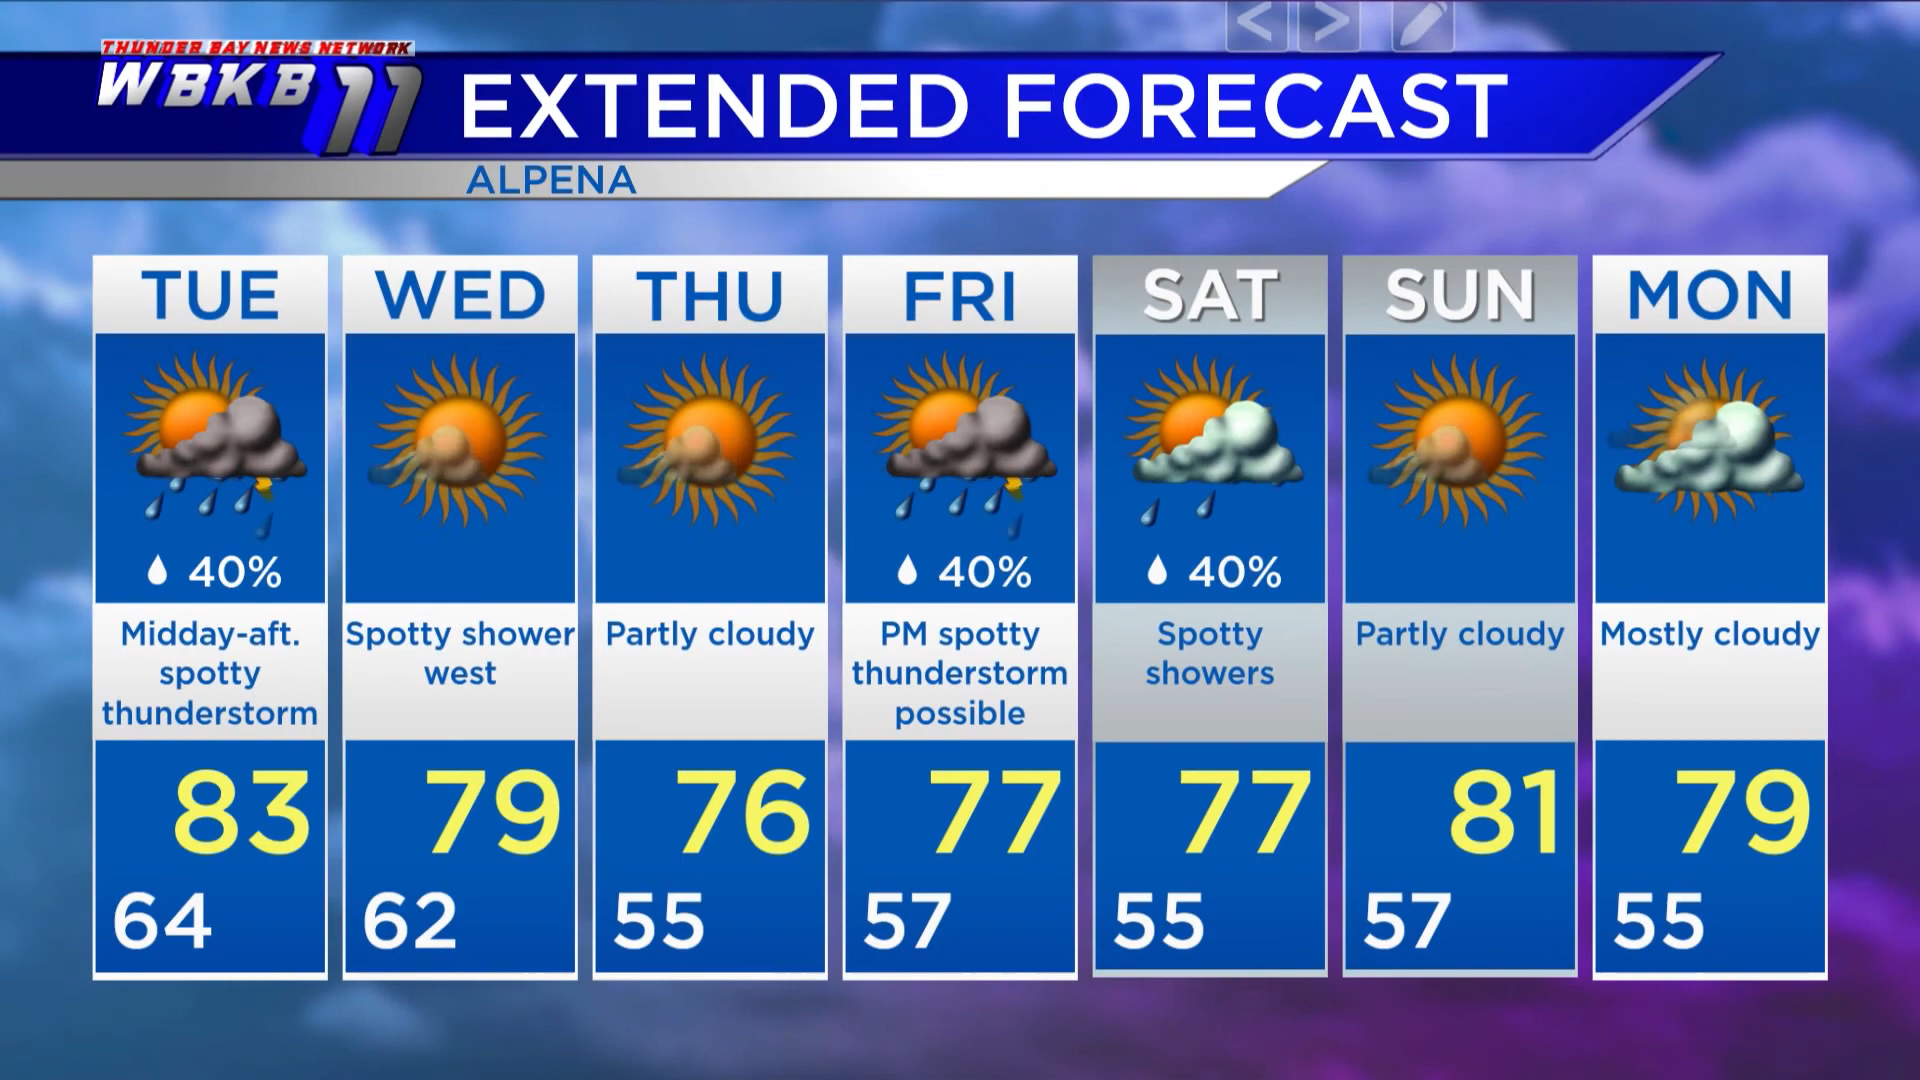 THUNDER BAY NEWS NETWORK
WBKB 11
EXTENDED FORECAST
ALPENA
TUE
40%
Midday-aft.
spotty
thunderstorm
83
64
WED
Spotty shower
west
79
62
THU
Partly cloudy
76
55
FRI
40%
PM spotty
thunderstorm
possible
77
57
SAT
40%
Spotty
showers
77
55
SUN
Partly cloudy
81
57
MON
Mostly cloudy
79
55